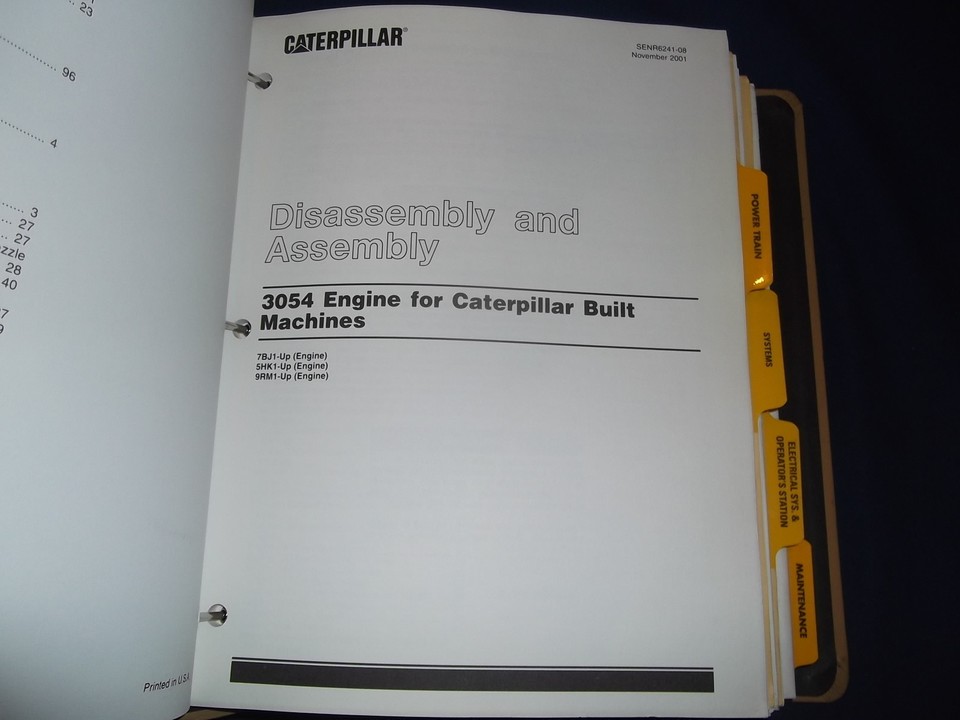 23
96
4
3
27
27
zzle
28
40
Printed in U.S.A
CATERPILLAR®
SENR6241-08
November 2001
Disassembly and
Assembly
3054 Engine for Caterpillar Built
Machines
7BJ1-Up (Engine)
5HK1-Up (Engine)
9RM1-Up (Engine)
POWER TRAIN
SYSTEMS
ELECTRICAL SYS. &
OPERATOR'S STATION
MAINTENANCE